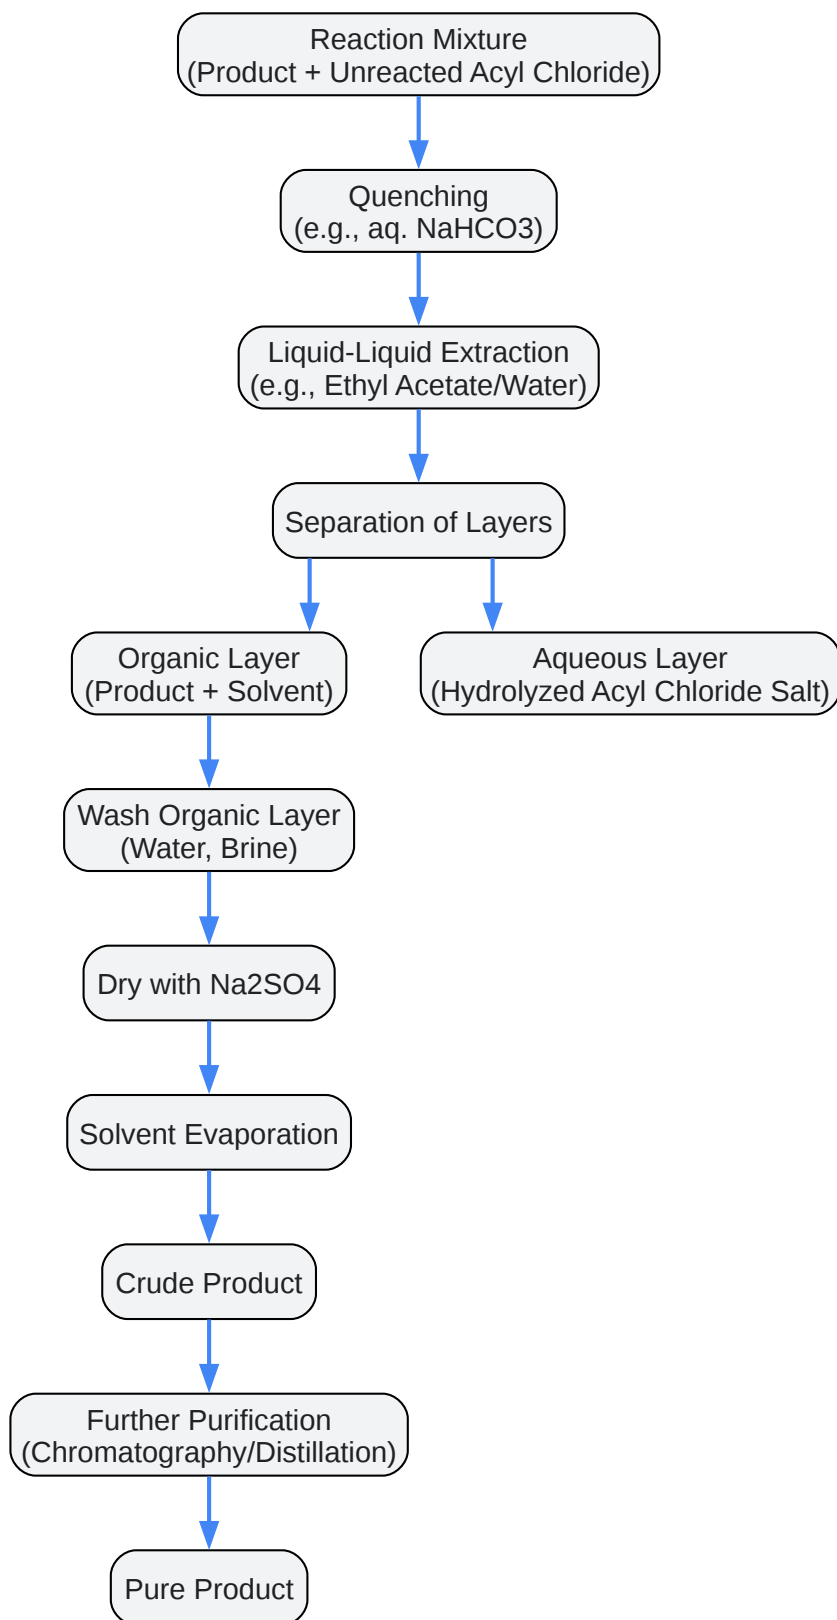 Reaction Mixture
(Product + Unreacted Acyl Chloride)
Quenching
(e.g., aq. NaHCO3)
Liquid-Liquid Extraction
(e.g., Ethyl Acetate/Water)
Separation of Layers
Organic Layer
(Product + Solvent)
Aqueous Layer
(Hydrolyzed Acyl Chloride Salt)
Wash Organic Layer
(Water, Brine)
Dry with Na2SO4
Solvent Evaporation
Crude Product
Further Purification
(Chromatography/Distillation)
Pure Product